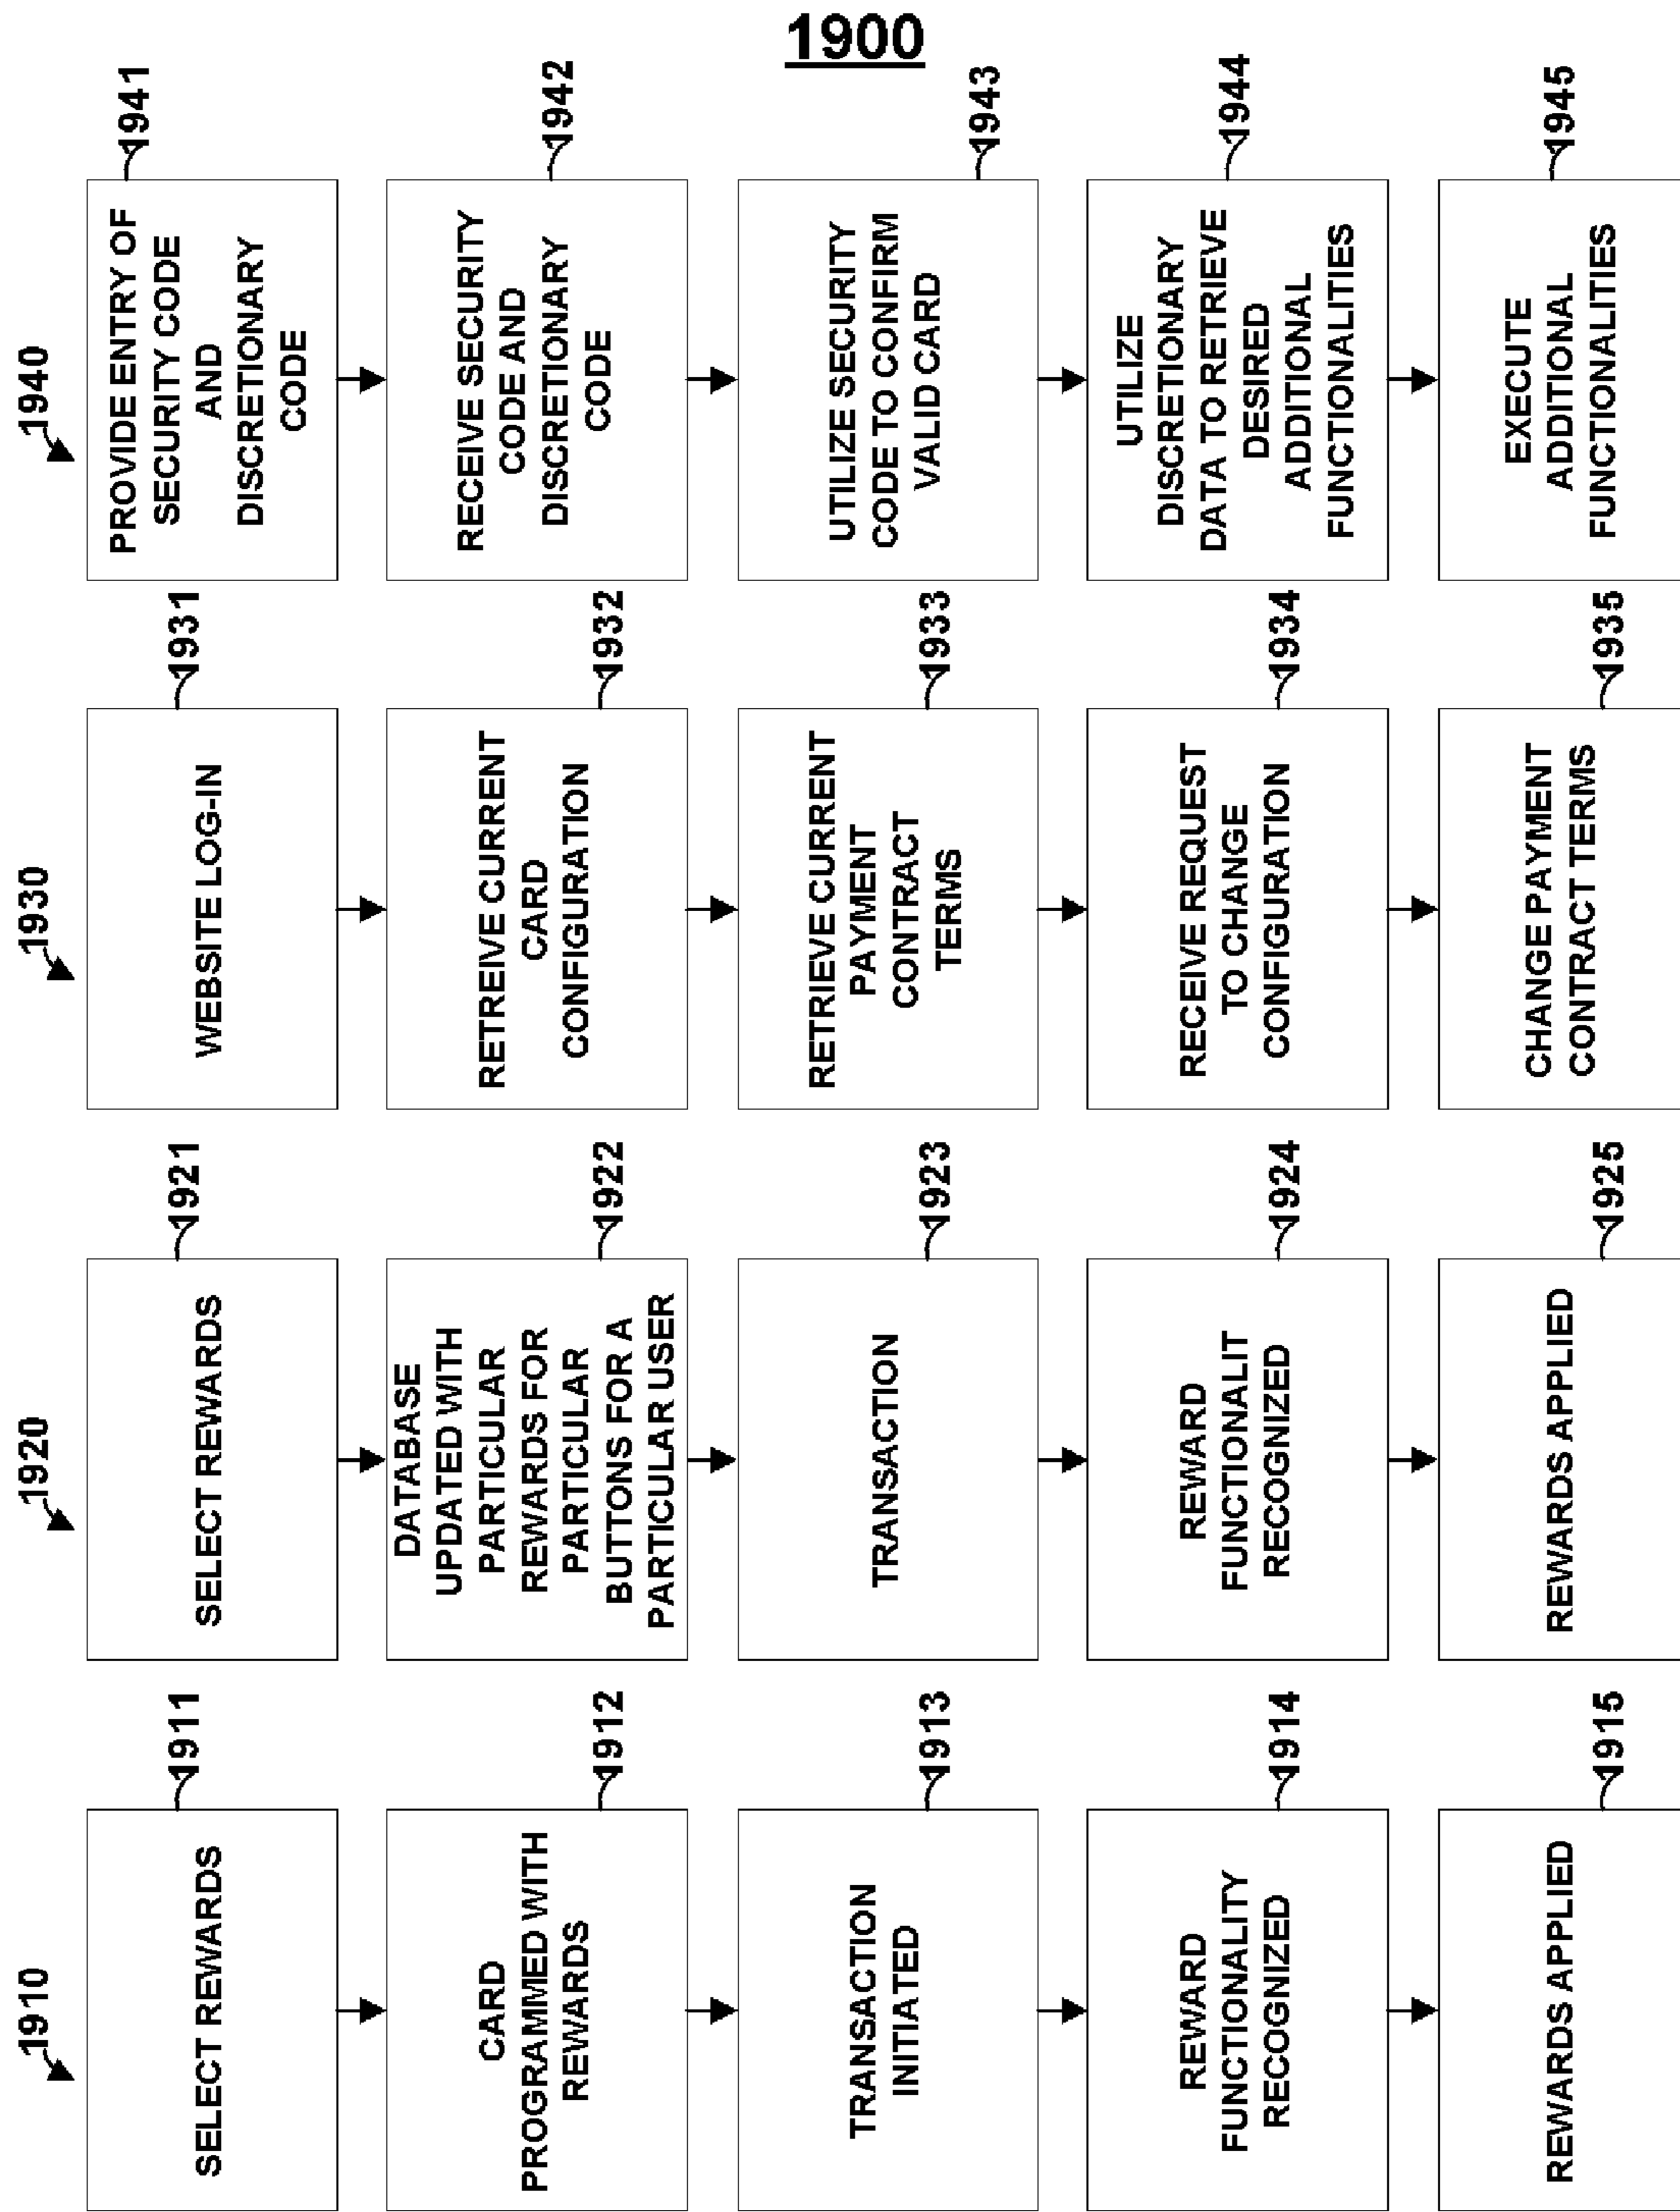 1900
1910
SELECT REWARDS
1911
CARD
PROGRAMMED WITH
REWARDS
1912
TRANSACTION
INITIATED
1913
REWARD
FUNCTIONALITY
RECOGNIZED
1914
REWARDS APPLIED
1915
1920
SELECT REWARDS
1921
DATABASE
UPDATED WITH
PARTICULAR
REWARDS FOR
PARTICULAR
BUTTONS FOR A
PARTICULAR USER
1922
TRANSACTION
1923
REWARD
FUNCTIONALIT
RECOGNIZED
1924
REWARDS APPLIED
1925
1930
WEBSITE LOG-IN
1931
RETREIVE CURRENT
CARD
CONFIGURATION
1932
RETRIEVE CURRENT
PAYMENT
CONTRACT
TERMS
1933
RECEIVE REQUEST
TO CHANGE
CONFIGURATION
1934
CHANGE PAYMENT
CONTRACT TERMS
1935
1940
PROVIDE ENTRY OF
SECURITY CODE
AND
DISCRETIONARY
CODE
1941
RECEIVE SECURITY
CODE AND
DISCRETIONARY
CODE
1942
UTILIZE SECURITY
CODE TO CONFIRM
VALID CARD
1943
UTILIZE
DISCRETIONARY
DATA TO RETRIEVE
DESIRED
ADDITIONAL
FUNCTIONALITIES
1944
EXECUTE
ADDITIONAL
FUNCTIONALITIES
1945